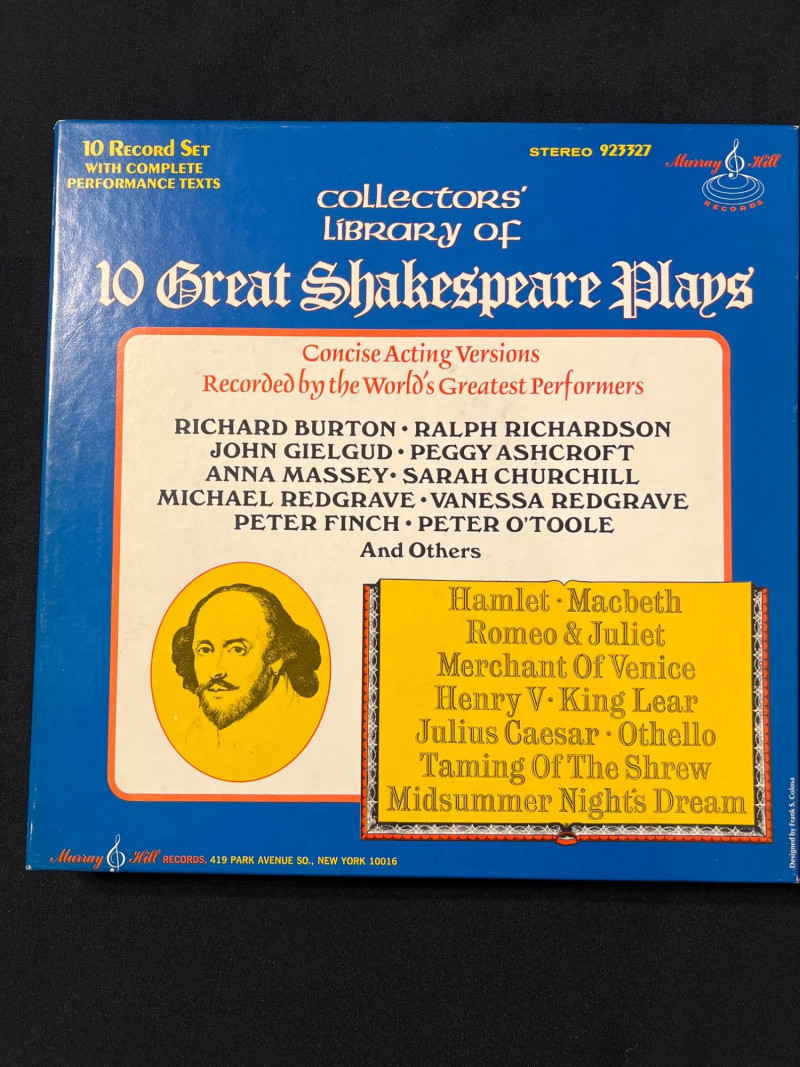 10 Record Set
WITH COMPLETE
PERFORMANCE TEXTS
STEREO 923327
Murray Hill
RECORDS
collectors'
library of
10 Great Shakespeare Plays
Concise Acting Versions
Recorded by the World's Greatest Performers
RICHARD BURTON • RALPH RICHARDSON
JOHN GIELGUD • PEGGY ASHCROFT
ANNA MASSEY • SARAH CHURCHILL
MICHAEL REDGRAVE • VANESSA REDGRAVE
PETER FINCH • PETER O'TOOLE
And Others
Hamlet • Macbeth
Romeo & Juliet
Merchant Of Venice
Henry V • King Lear
Julius Caesar • Othello
Taming Of The Shrew
Midsummer Night's Dream
Murray Hill RECORDS, 419 PARK AVENUE SO., NEW YORK 10016
Designed by Frank S. Colosa